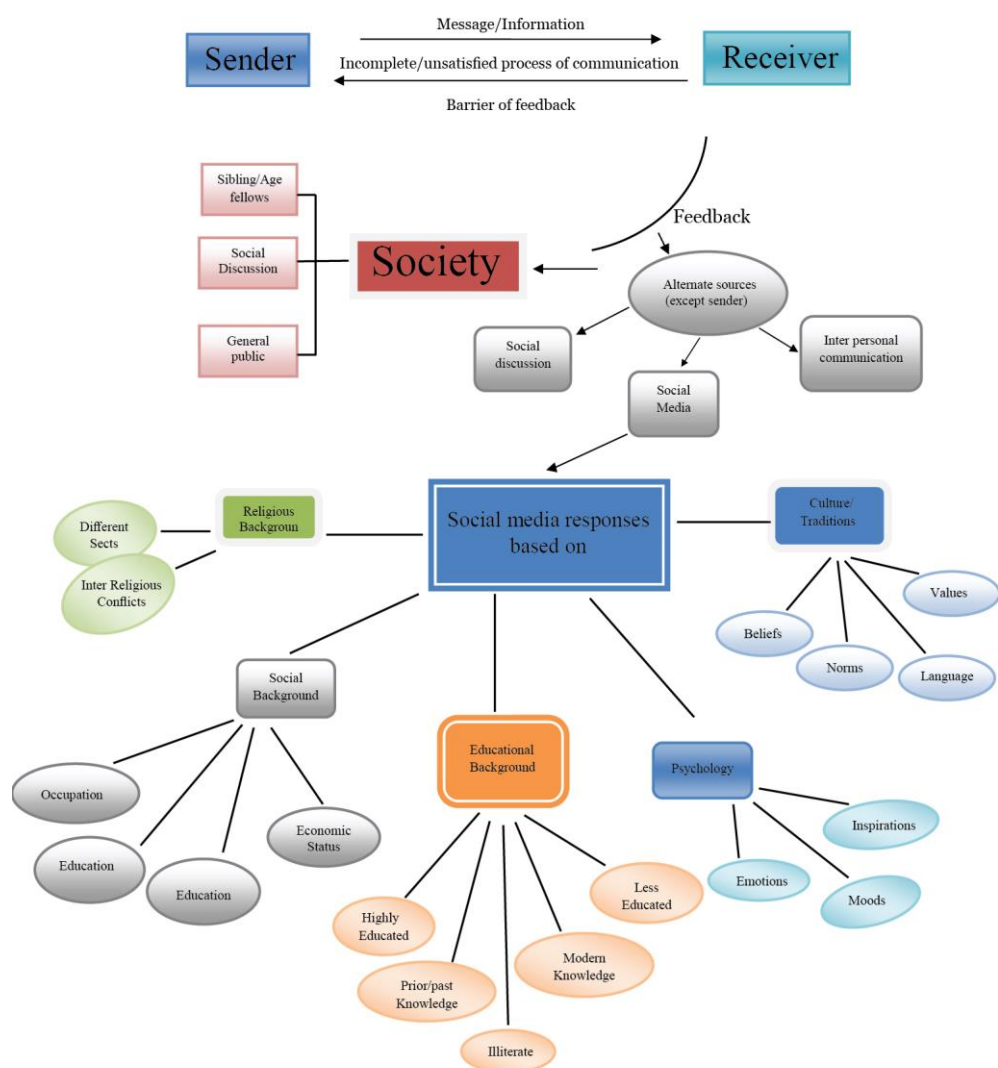 Message/Information
Sender
Incomplete/unsatisfied process of communication
Receiver
Barrier of feedback
Sibling/Age
fellows
Social
Discussion
General
public
Society
Feedback
Alternate sources
(except sender)
Social
discussion
Social
Media
Inter personal
communication
Social media responses
based on
Religious
Backgroun
Different
Sects
Inter Religious
Conflicts
Culture/
Traditions
Values
Beliefs
Norms
Language
Social
Background
Occupation
Education
Education
Economic
Status
Educational
Background
Highly
Educated
Prior/past
Knowledge
Illiterate
Modern
Knowledge
Less
Educated
Psychology
Inspirations
Emotions
Moods